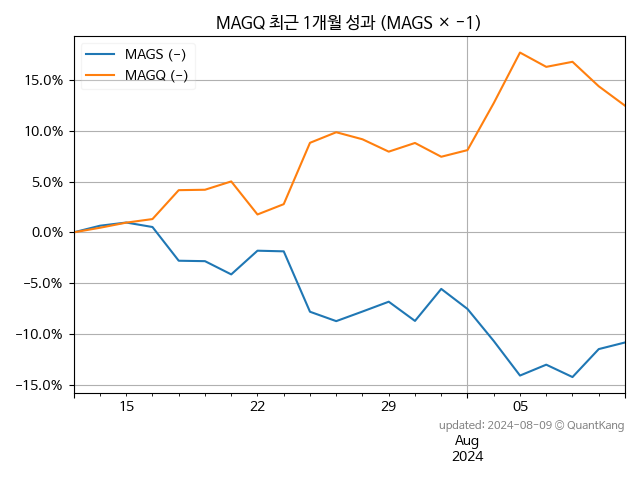 MAGQ 최근 1개월 성과 (MAGS × -1)
MAGS (-)
MAGQ (-)
15.0%
10.0%
5.0%
0.0%
-5.0%
-10.0%
-15.0%
15 22 29 05
updated: 2024-08-09 © QuantKang
Aug
2024